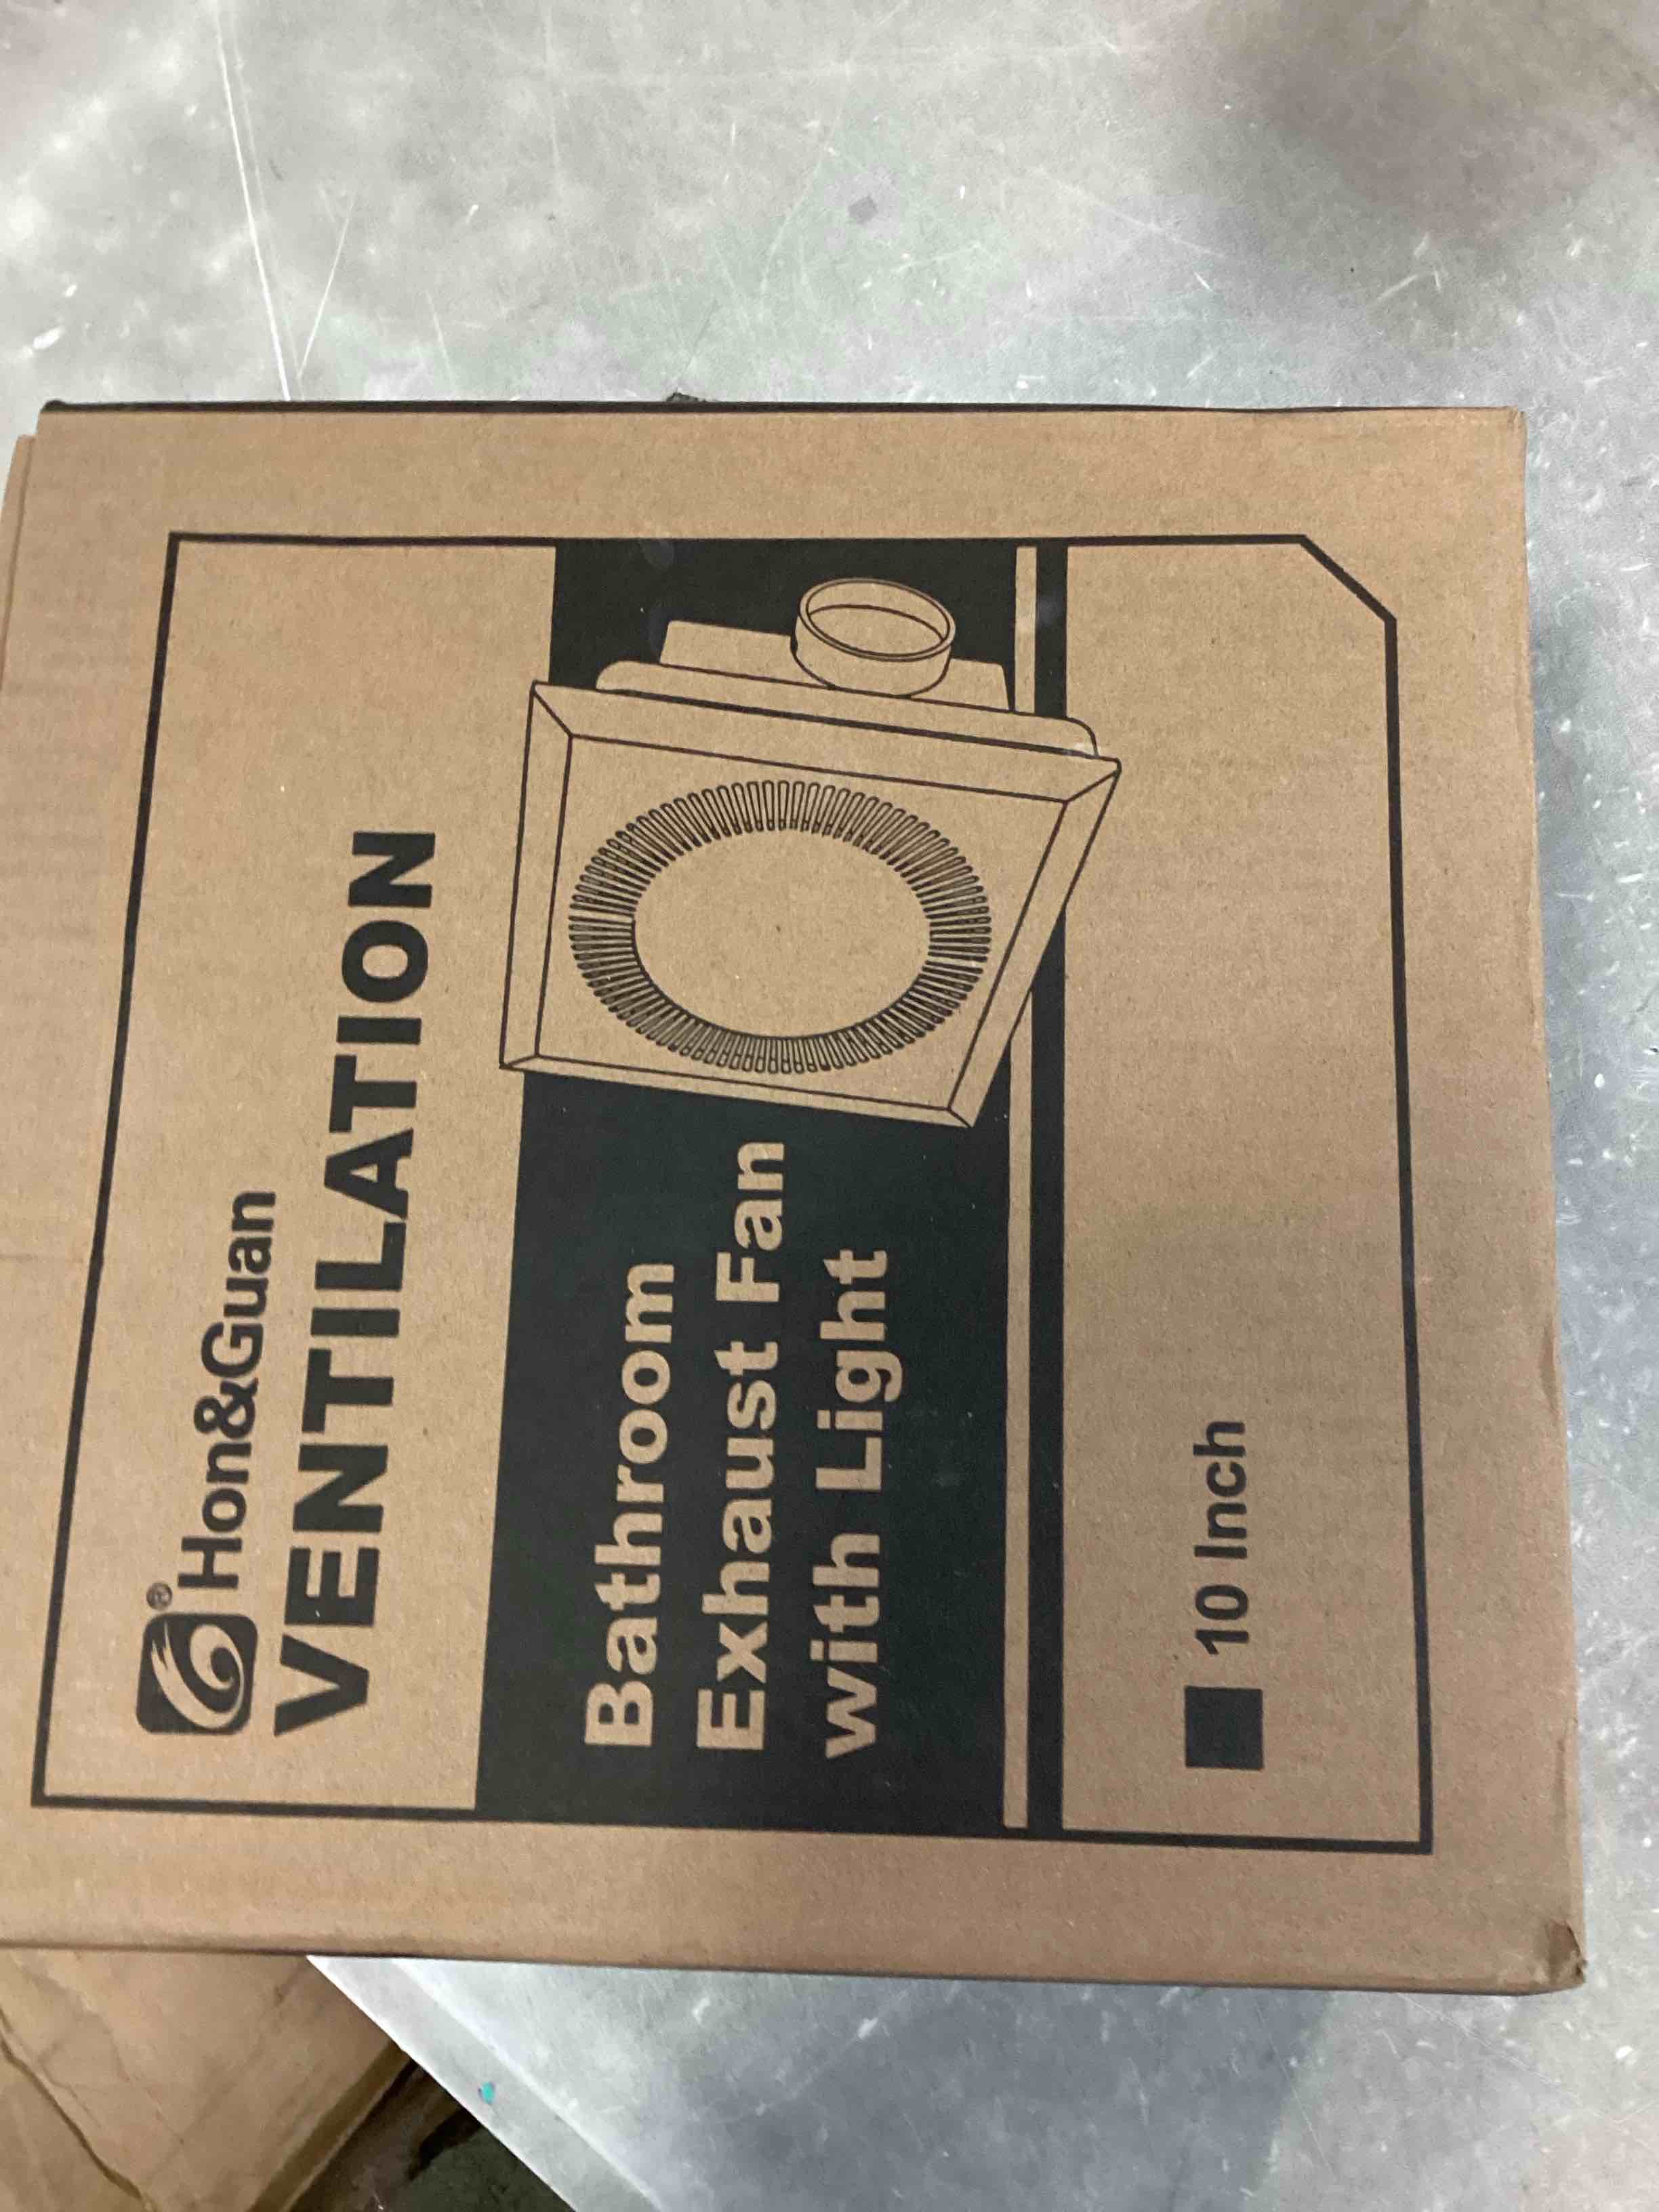 ® Hon&Guan
VENTILATION
Bathroom
Exhaust Fan
with Light
10 Inch